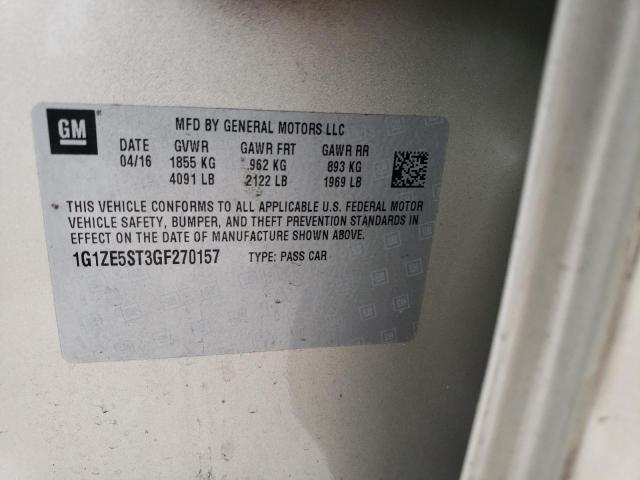 GM
MFD BY GENERAL MOTORS LLC
DATE GVWR GAWR FRT GAWR RR
04/16 1855 KG 962 KG 893 KG
4091 LB 2122 LB 1969 LB
THIS VEHICLE CONFORMS TO ALL APPLICABLE U.S. FEDERAL MOTOR
VEHICLE SAFETY, BUMPER, AND THEFT PREVENTION STANDARDS IN
EFFECT ON THE DATE OF MANUFACTURE SHOWN ABOVE.
1G1ZE5ST3GF270157 TYPE: PASS CAR